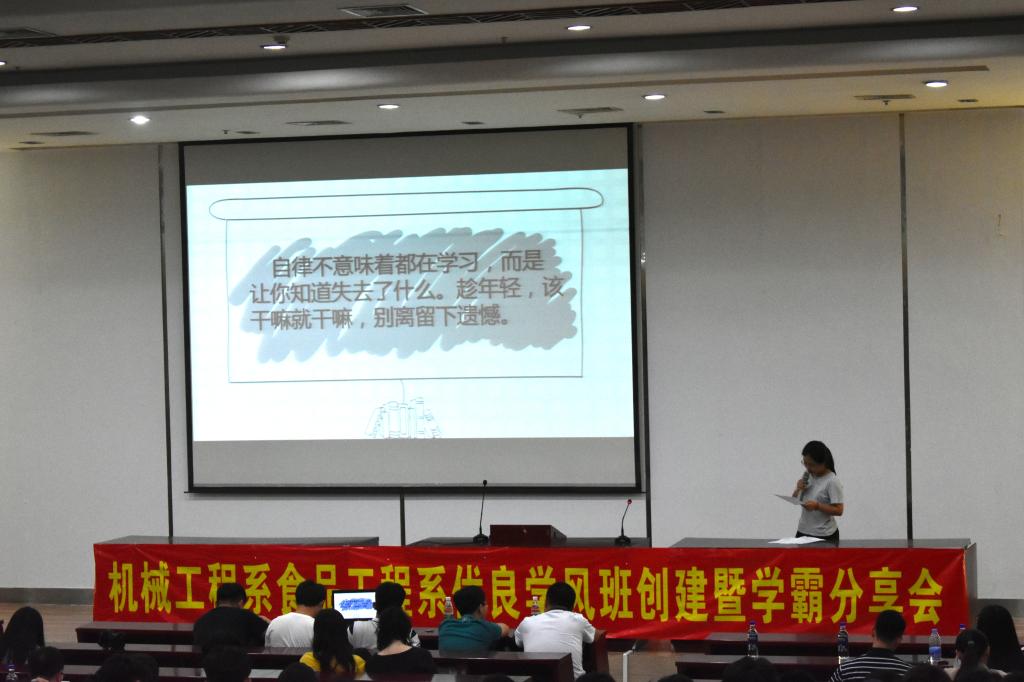 自律不意味着都在学习，而是
让你知道失去了什么。趁年轻，该
干嘛就干嘛，别离留下遗憾。
机械工程系食品工程系优良学风班创建暨学霸分享会